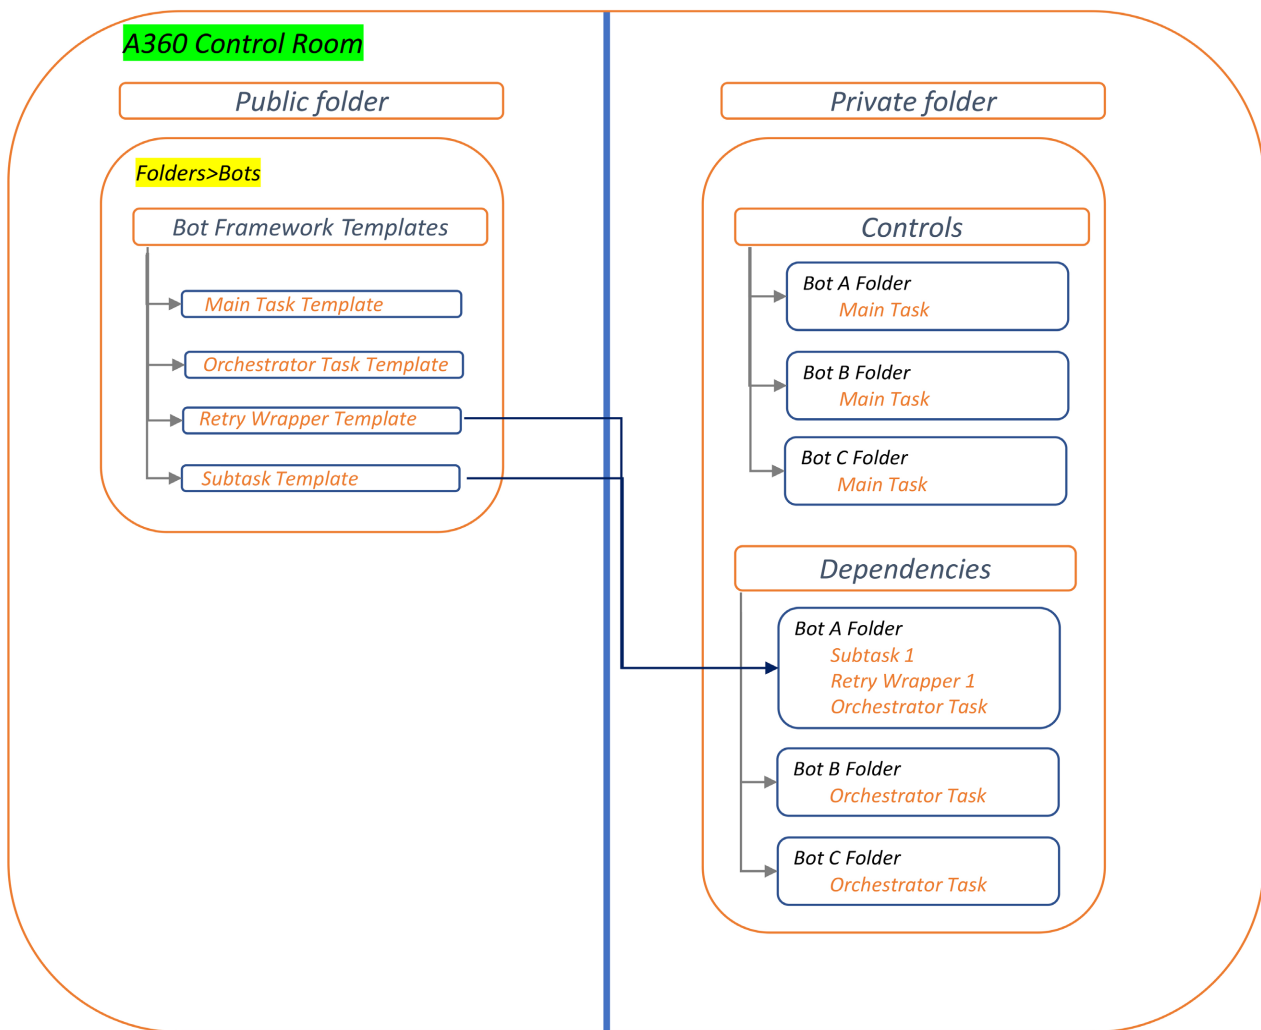 A360 Control Room
Public folder
Folders>Bots
Bot Framework Templates
Main Task Template
Orchestrator Task Template
Retry Wrapper Template
Subtask Template
Private folder
Controls
Bot A Folder
Main Task
Bot B Folder
Main Task
Bot C Folder
Main Task
Dependencies
Bot A Folder
Subtask 1
Retry Wrapper 1
Orchestrator Task
Bot B Folder
Orchestrator Task
Bot C Folder
Orchestrator Task